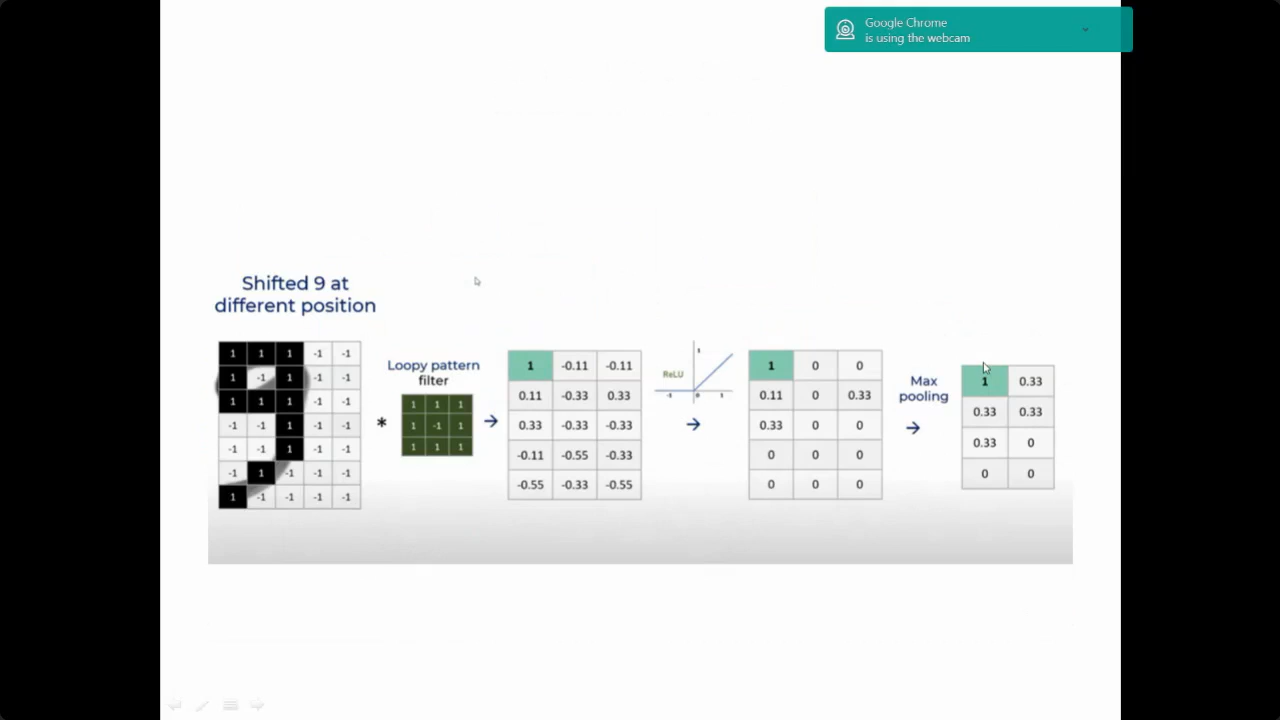 Google Chrome
is using the webcam
Shifted 9 at
different position
1 1 1 -1 -1
1 -1 1 -1 -1
1 1 1 -1 -1
-1 -1 1 -1 -1
-1 -1 1 -1 -1
-1 1 -1 -1 -1
1 -1 -1 -1 -1
*
Loopy pattern
filter
1 1 1
1 -1 1
1 1 1
→
1 -0.11 -0.11
0.11 -0.33 0.33
0.33 -0.33 -0.33
-0.11 -0.55 -0.33
-0.55 -0.33 -0.55
1
ReLU
-1 0 1
→
1 0 0
0.11 0 0.33
0.33 0 0
0 0 0
0 0 0
Max
pooling
→
1 0.33
0.33 0.33
0.33 0
0 0